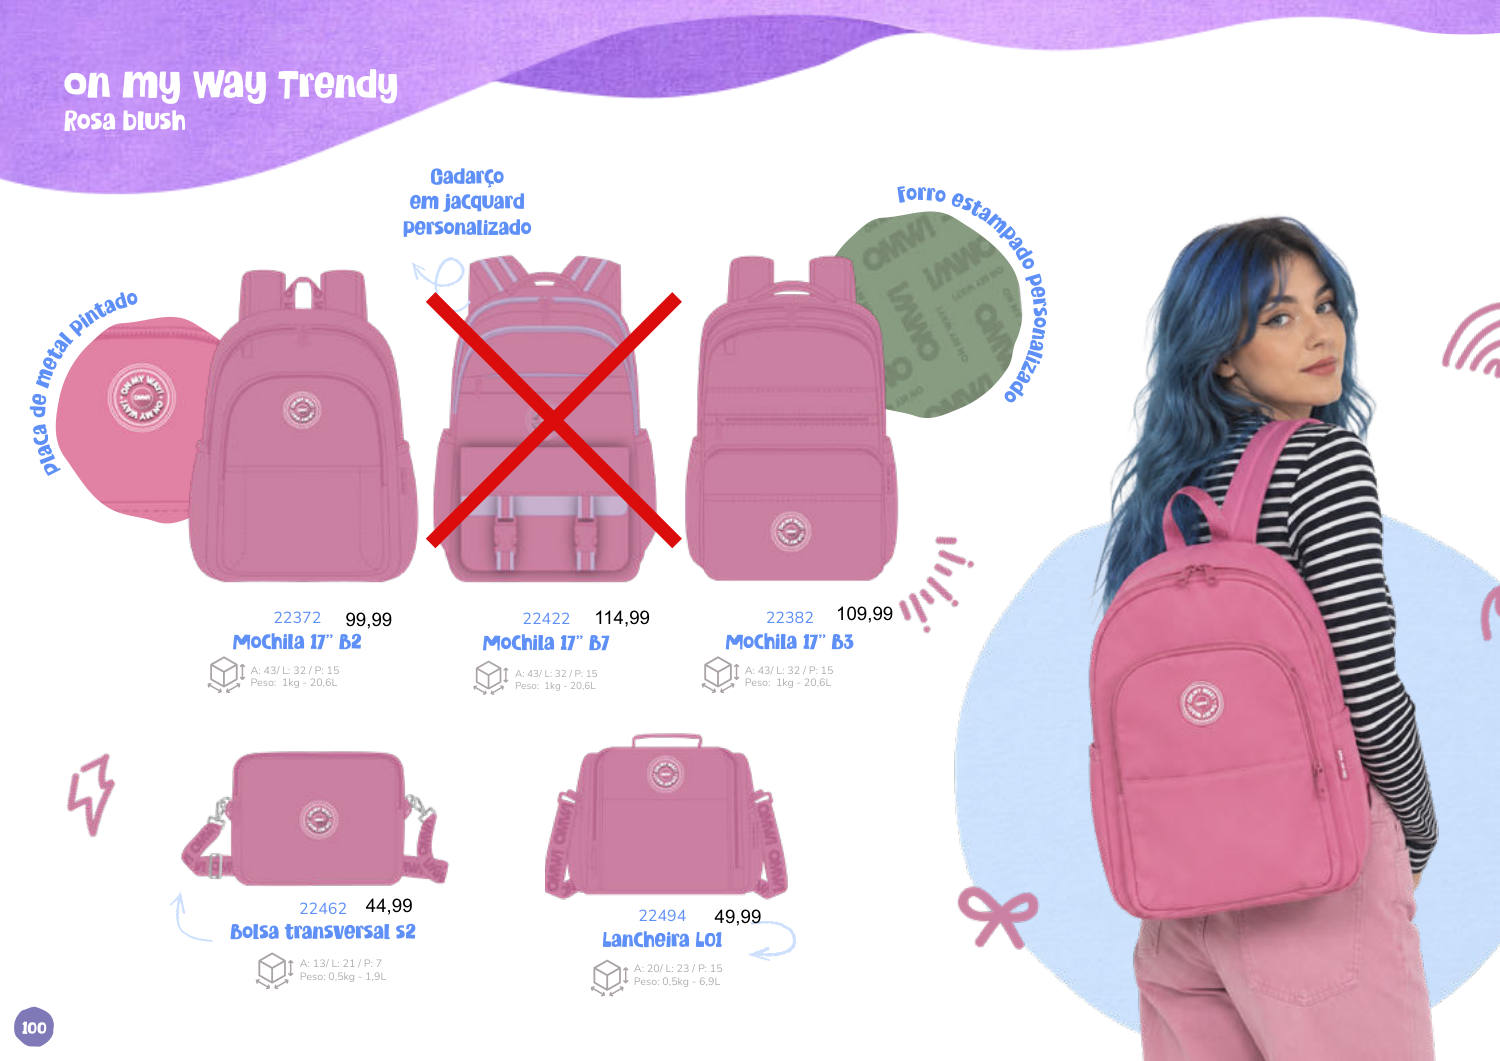 on my way Trendy
Rosa blush
Cadarço
em jacquard
personalizado
Forro estampado personalizado
placa de metal pintado
ON MY WAY!
OMWI
22372 99,99
Mochila 17" B2
A: 43/ L: 32 / P: 15
Peso: 1kg - 20,6L
22422 114,99
Mochila 17" B7
A: 43/ L: 32 / P: 15
Peso: 1kg - 20,6L
22382 109,99
Mochila 17" B3
A: 43/ L: 32 / P: 15
Peso: 1kg - 20,6L
22462 44,99
Bolsa transversal s2
A: 13/ L: 21 / P: 7
Peso: 0,5kg - 1,9L
22494 49,99
Lancheira L01
A: 20/ L: 23 / P: 15
Peso: 0,5kg - 6,9L
100